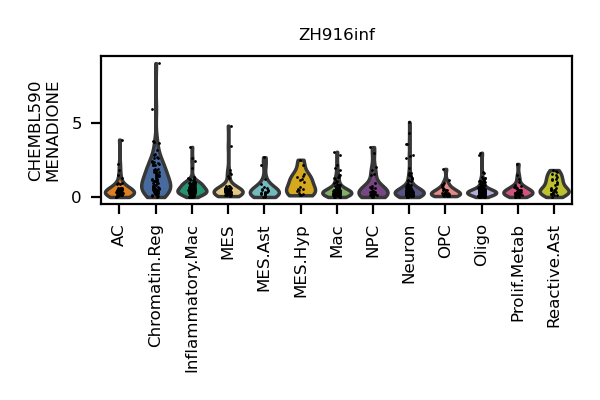 ZH916inf
CHEMBL590
MENADIONE
5
0
AC
Chromatin.Reg
Inflammatory.Mac
MES
MES.Ast
MES.Hyp
Mac
NPC
Neuron
OPC
Oligo
Prolif.Metab
Reactive.Ast